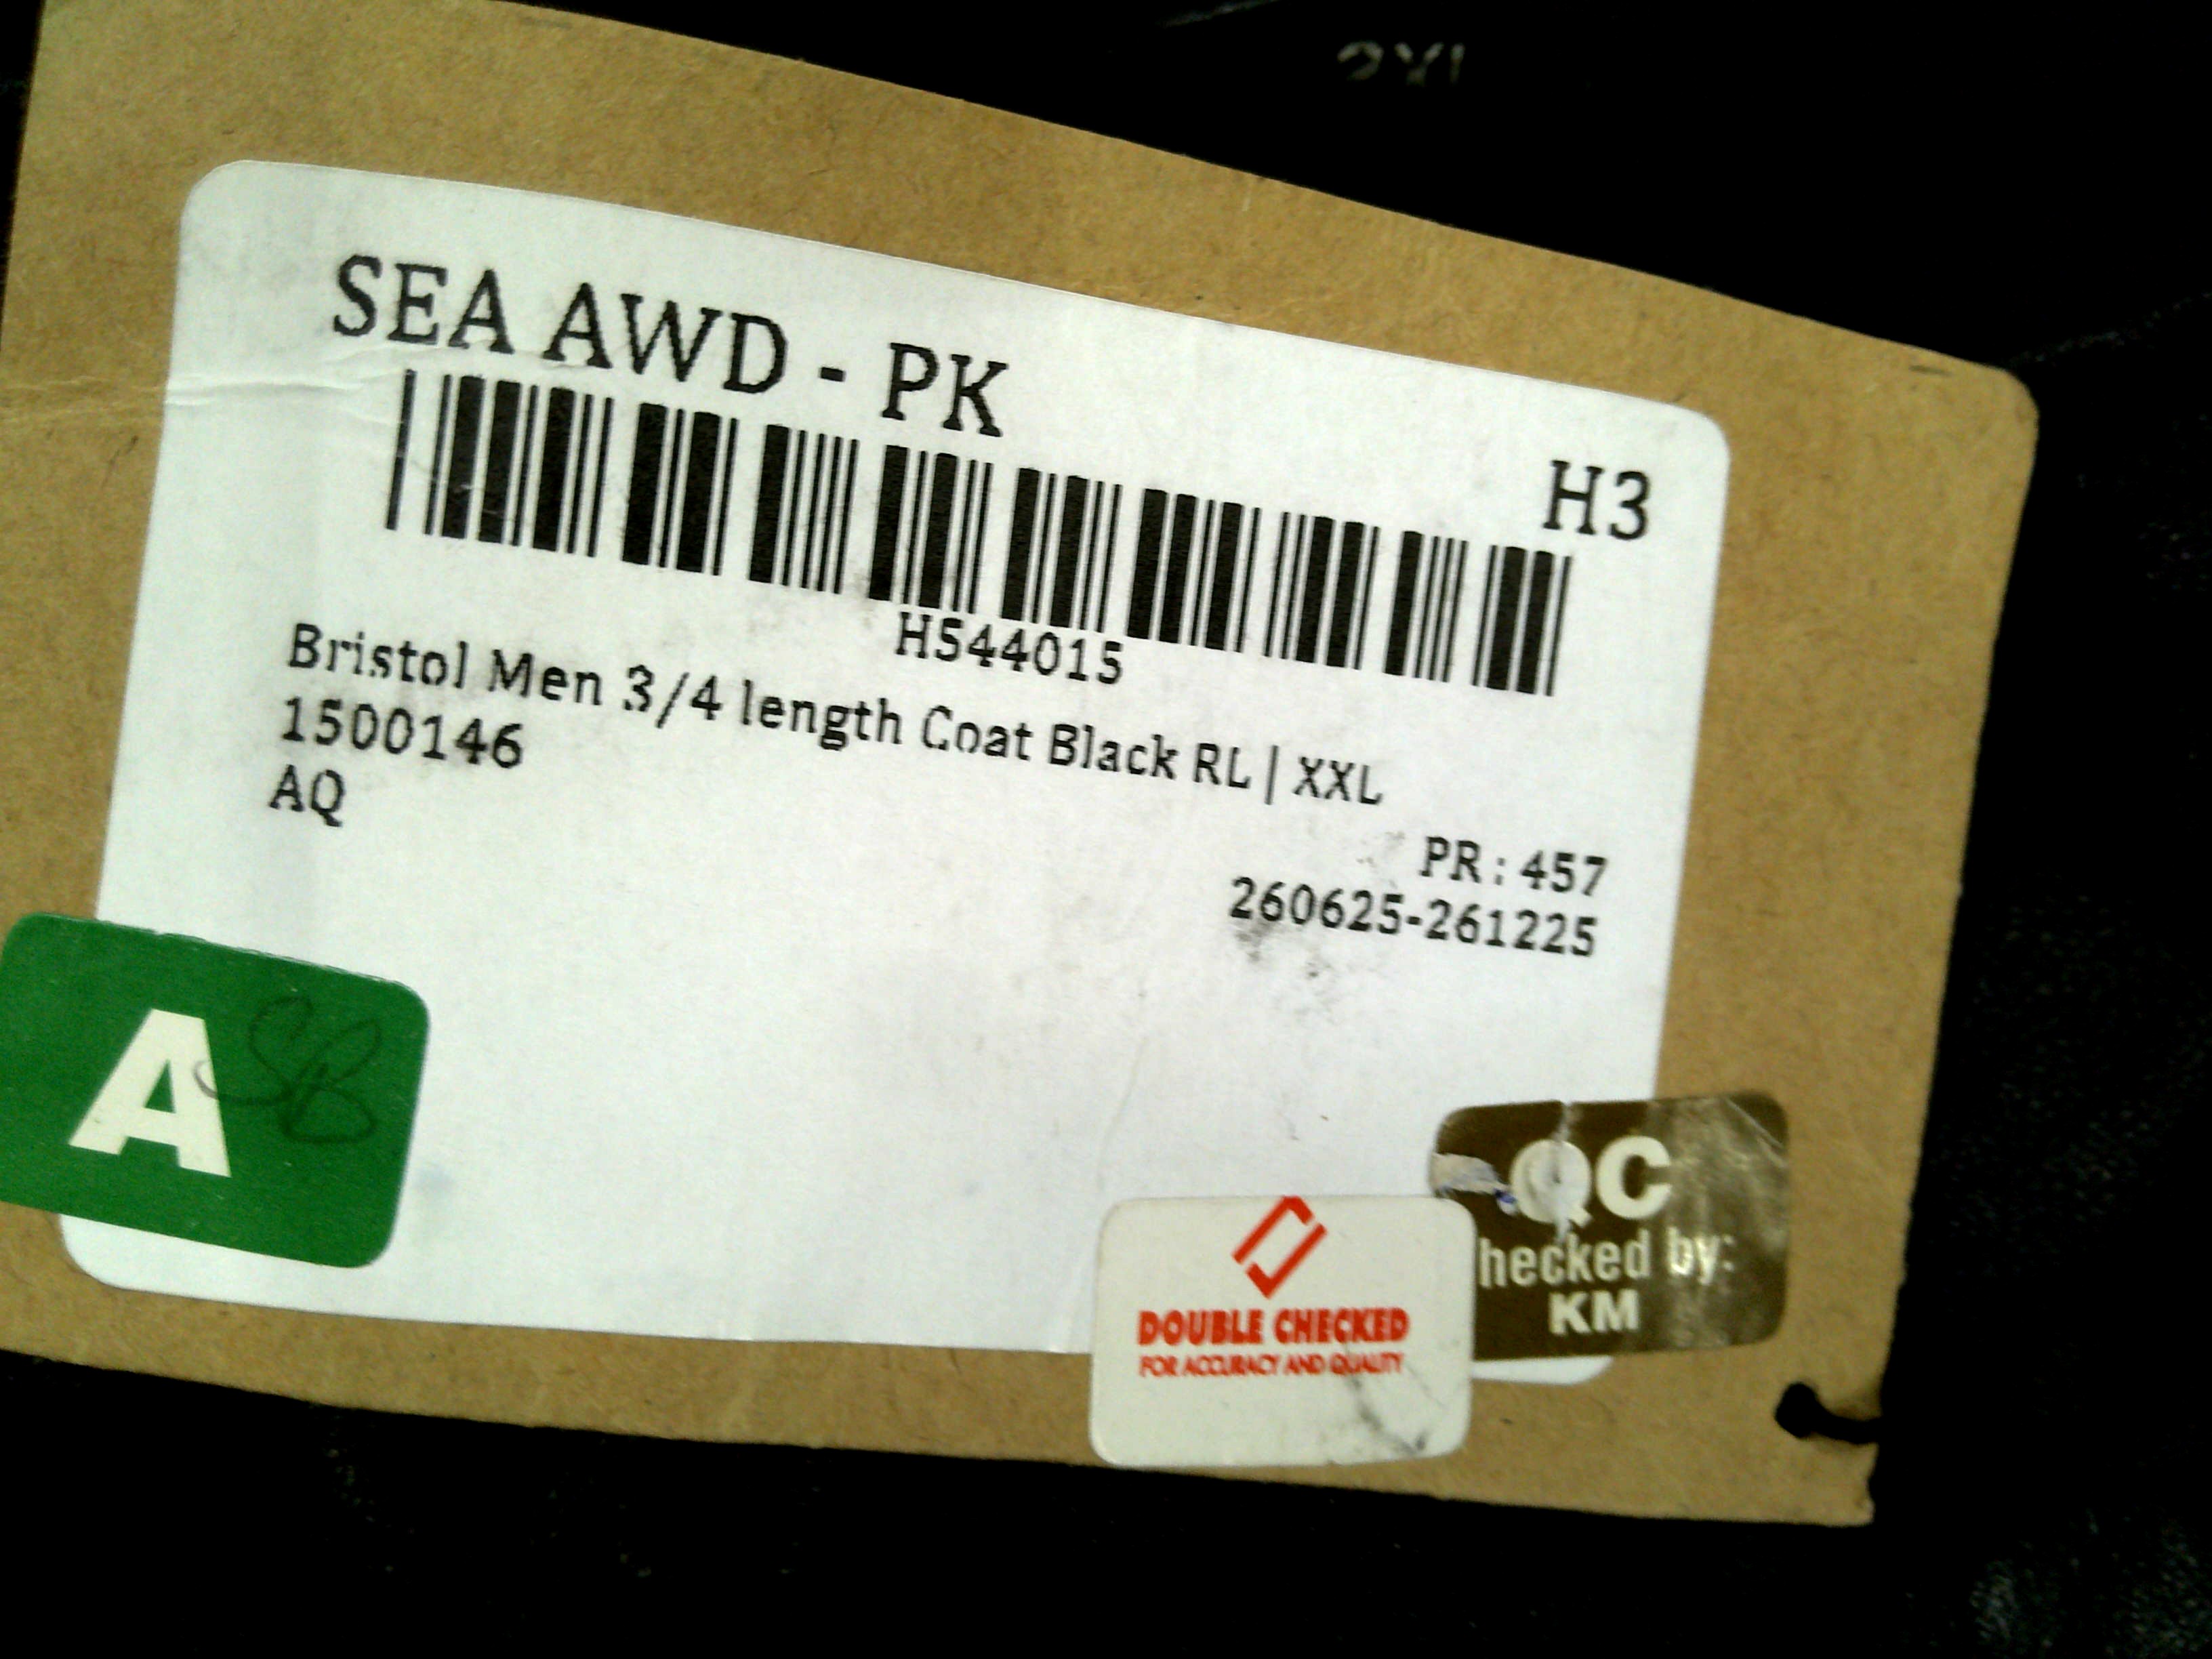 SEA AWD - PK
H3
H544015
Bristol Men 3/4 length Coat Black RL | XXL
1500146
AQ
PR : 457
260625-261225
A SB
QC
hecked by:
KM
DOUBLE CHECKED
FOR ACCURACY AND QUALITY